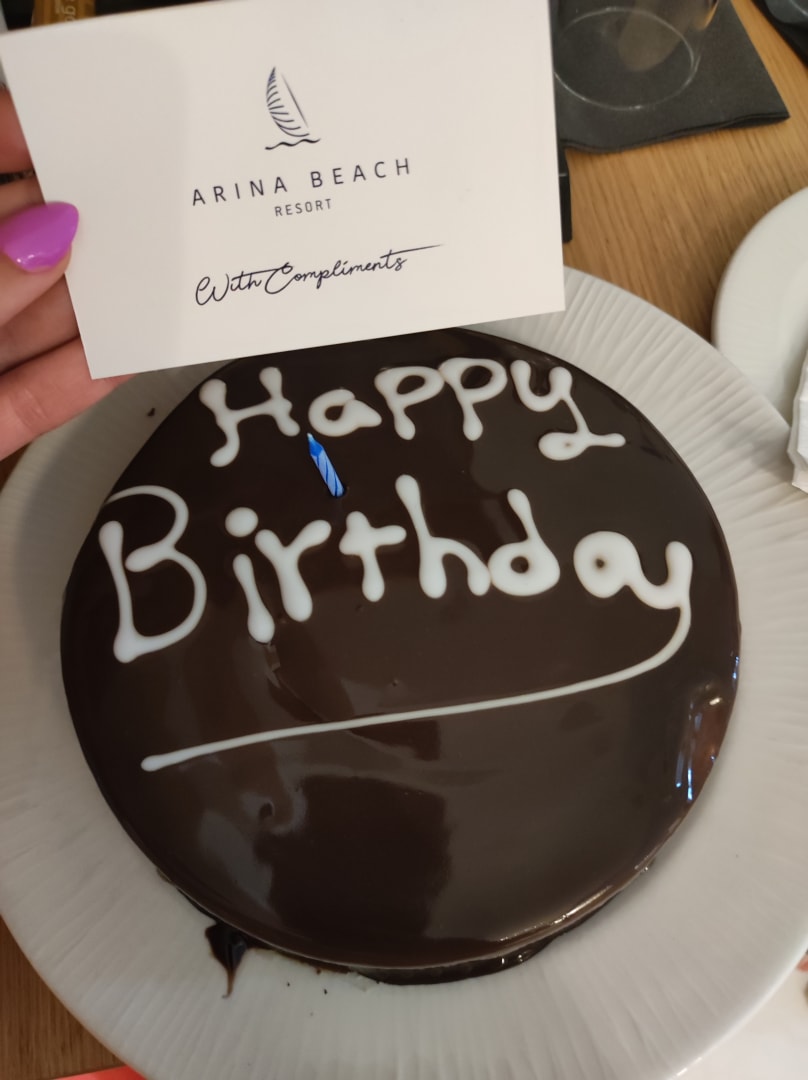 ARINA BEACH
RESORT
With Compliments
Happy
Birthday